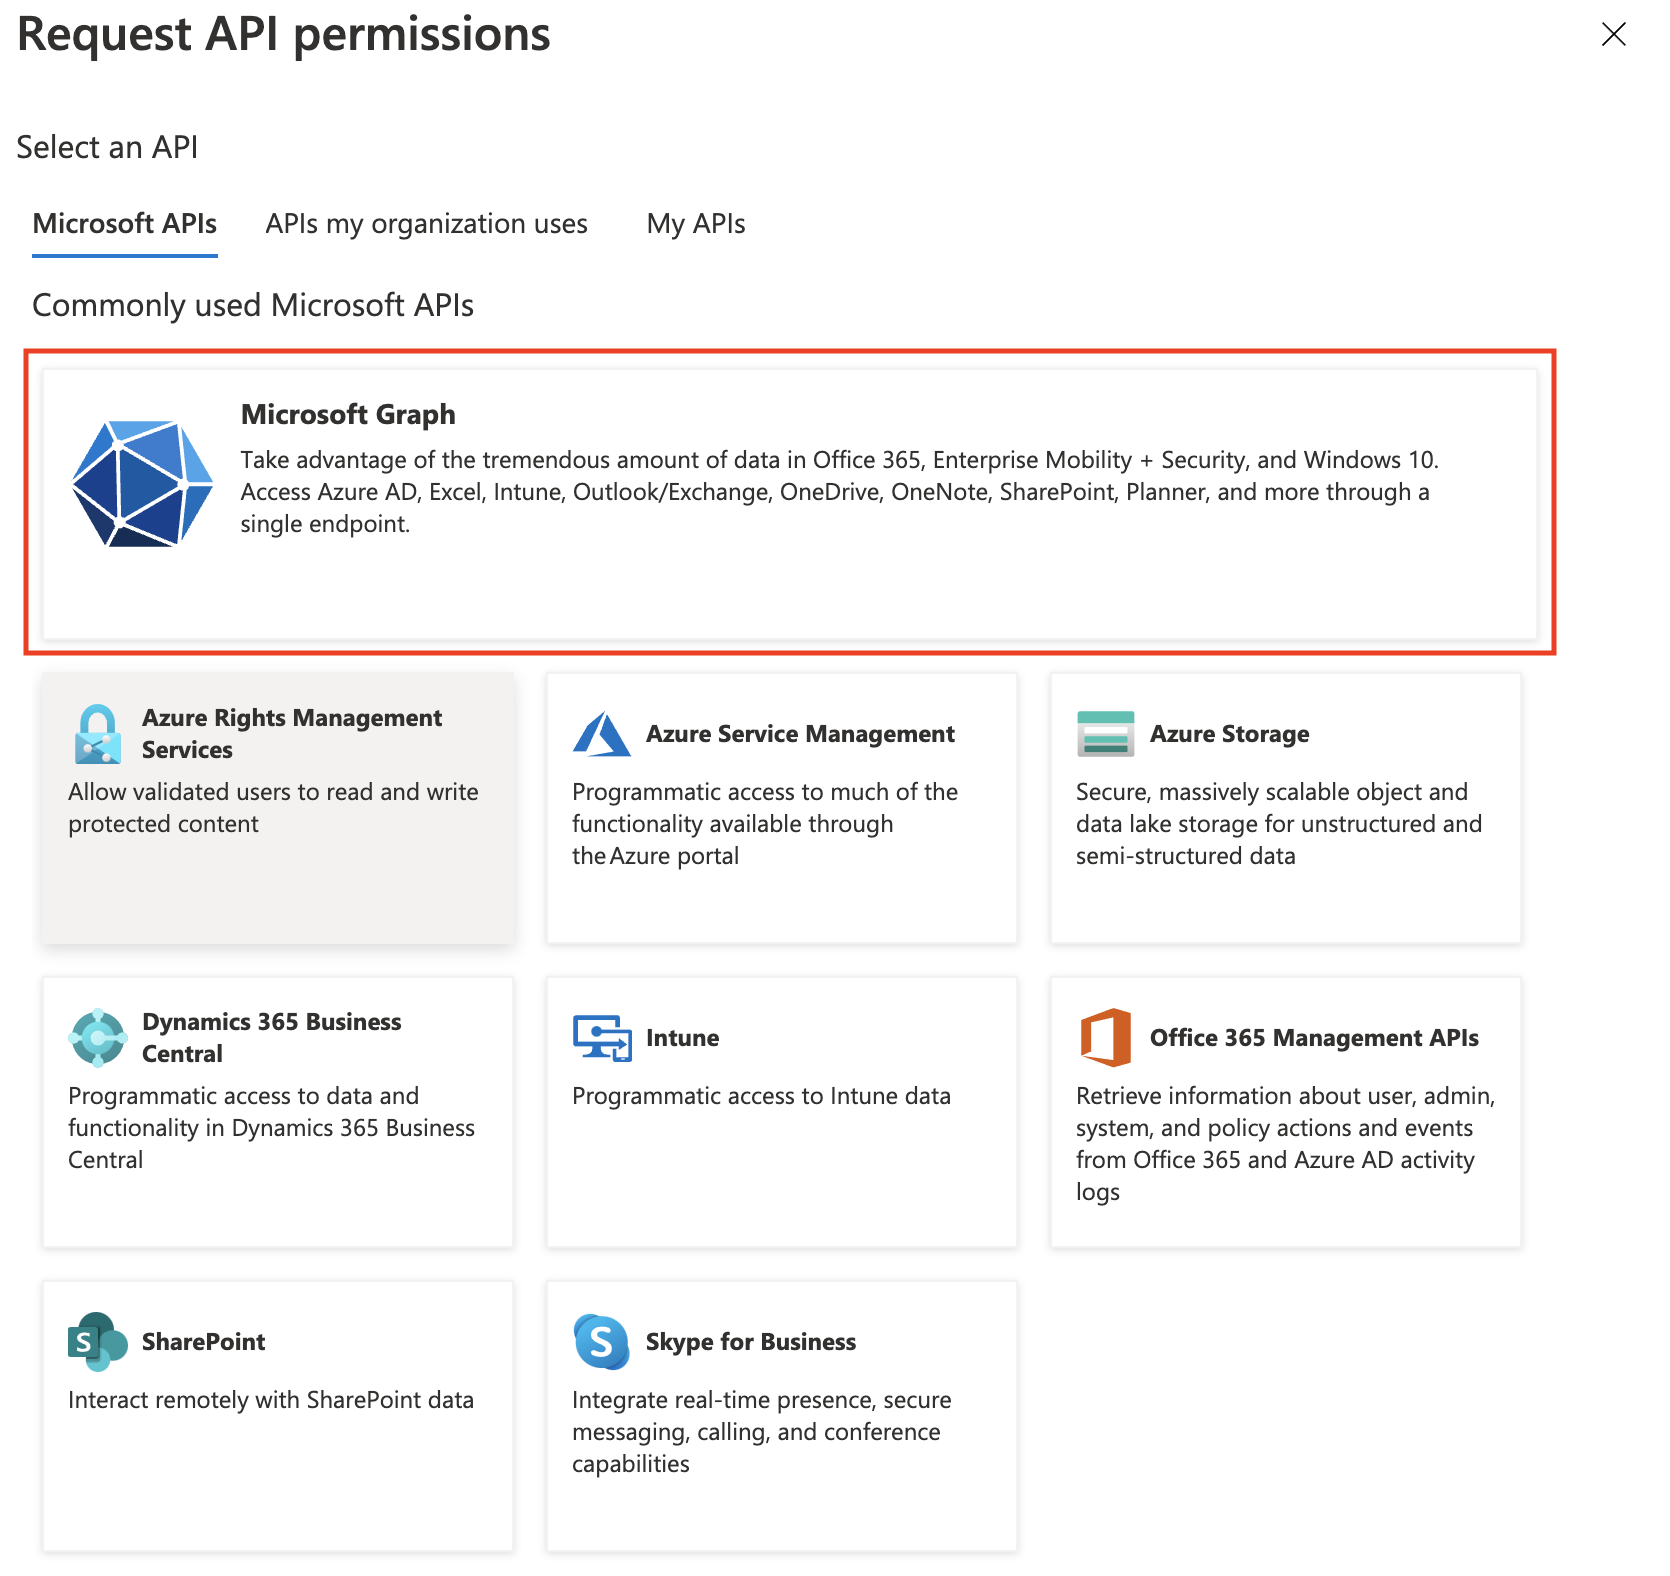 Request API permissions
Select an API
Microsoft APIs
APIs my organization uses
My APIs
Commonly used Microsoft APIs
Microsoft Graph
Take advantage of the tremendous amount of data in Office 365, Enterprise Mobility + Security, and Windows 10.
Access Azure AD, Excel, Intune, Outlook/Exchange, OneDrive, OneNote, SharePoint, Planner, and more through a
single endpoint.
Azure Rights Management
Services
Allow validated users to read and write
protected content
Azure Service Management
Programmatic access to much of the
functionality available through
the Azure portal
Azure Storage
Secure, massively scalable object and
data lake storage for unstructured and
semi-structured data
Dynamics 365 Business
Central
Programmatic access to data and
functionality in Dynamics 365 Business
Central
Intune
Programmatic access to Intune data
Office 365 Management APIs
Retrieve information about user, admin,
system, and policy actions and events
from Office 365 and Azure AD activity
logs
S
SharePoint
Interact remotely with SharePoint data
S
Skype for Business
Integrate real-time presence, secure
messaging, calling, and conference
capabilities